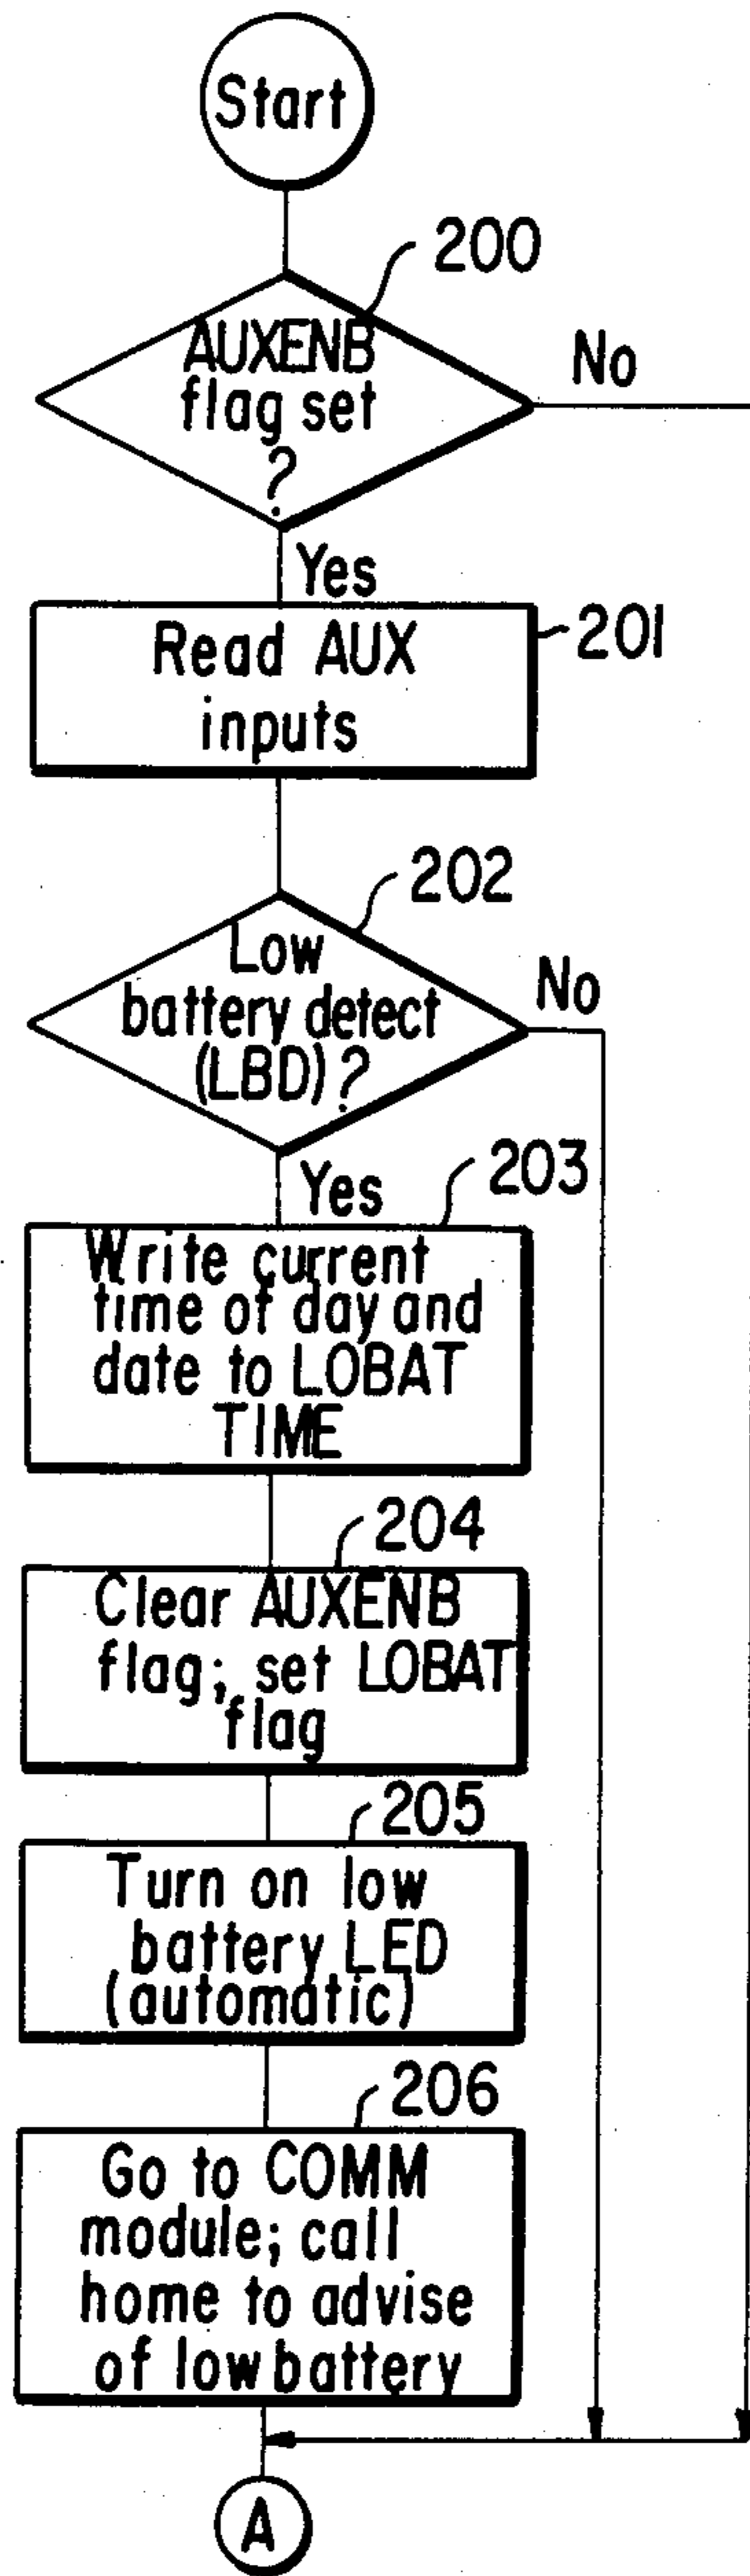 Start
200
AUXENB
flag set
?
No
Yes
201
Read AUX
inputs
202
Low
battery detect
(LBD)?
No
Yes
203
Write current
time of day and
date to LOBAT
TIME
204
Clear AUXENB
flag; set LOBAT
flag
205
Turn on low
battery LED
(automatic)
206
Go to COMM
module; call
home to advise
of low battery
A